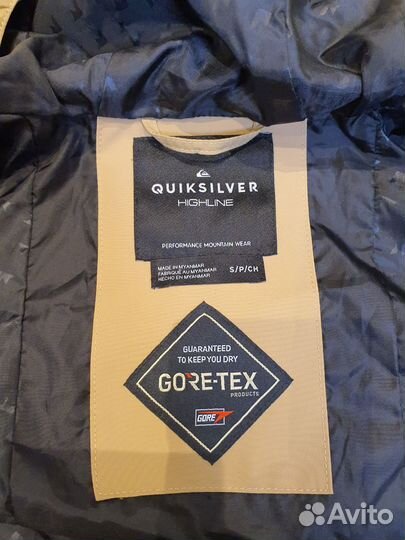 QUIKSILVER
HIGHLINE
PERFORMANCE MOUNTAIN WEAR
MADE IN MYANMAR
FABRIQUÉ AU MYANMAR
HECHO EN MYANMAR
S/P/CH
GUARANTEED
TO KEEP YOU DRY
GORE-TEX
PRODUCTS
GORE
Avito